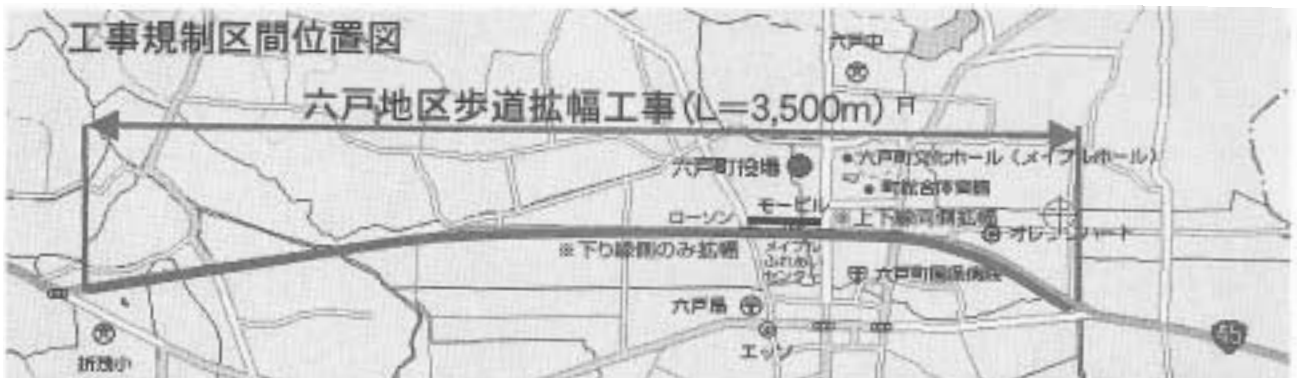 工事規制区間位置図
六戸中
六戸地区歩道拡幅工事(L=3,500m)
六戸町役場
●六戸町文化ホール(メイプルホール)
●町総合体育館
モービル
ローソン
※上下線両側拡幅
オレンジハート
※下り線側のみ拡幅
メイプル
ふれあい
センター
六戸町国保病院
六戸局
45
エッソ
折茂小